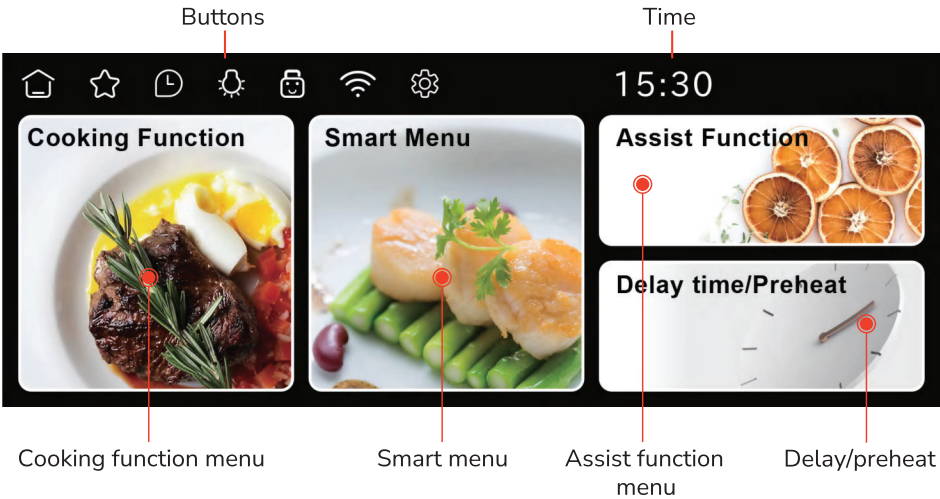 Buttons
Time
15:30
Cooking Function
Smart Menu
Assist Function
Delay time/Preheat
Cooking function menu
Smart menu
Assist function
menu
Delay/preheat